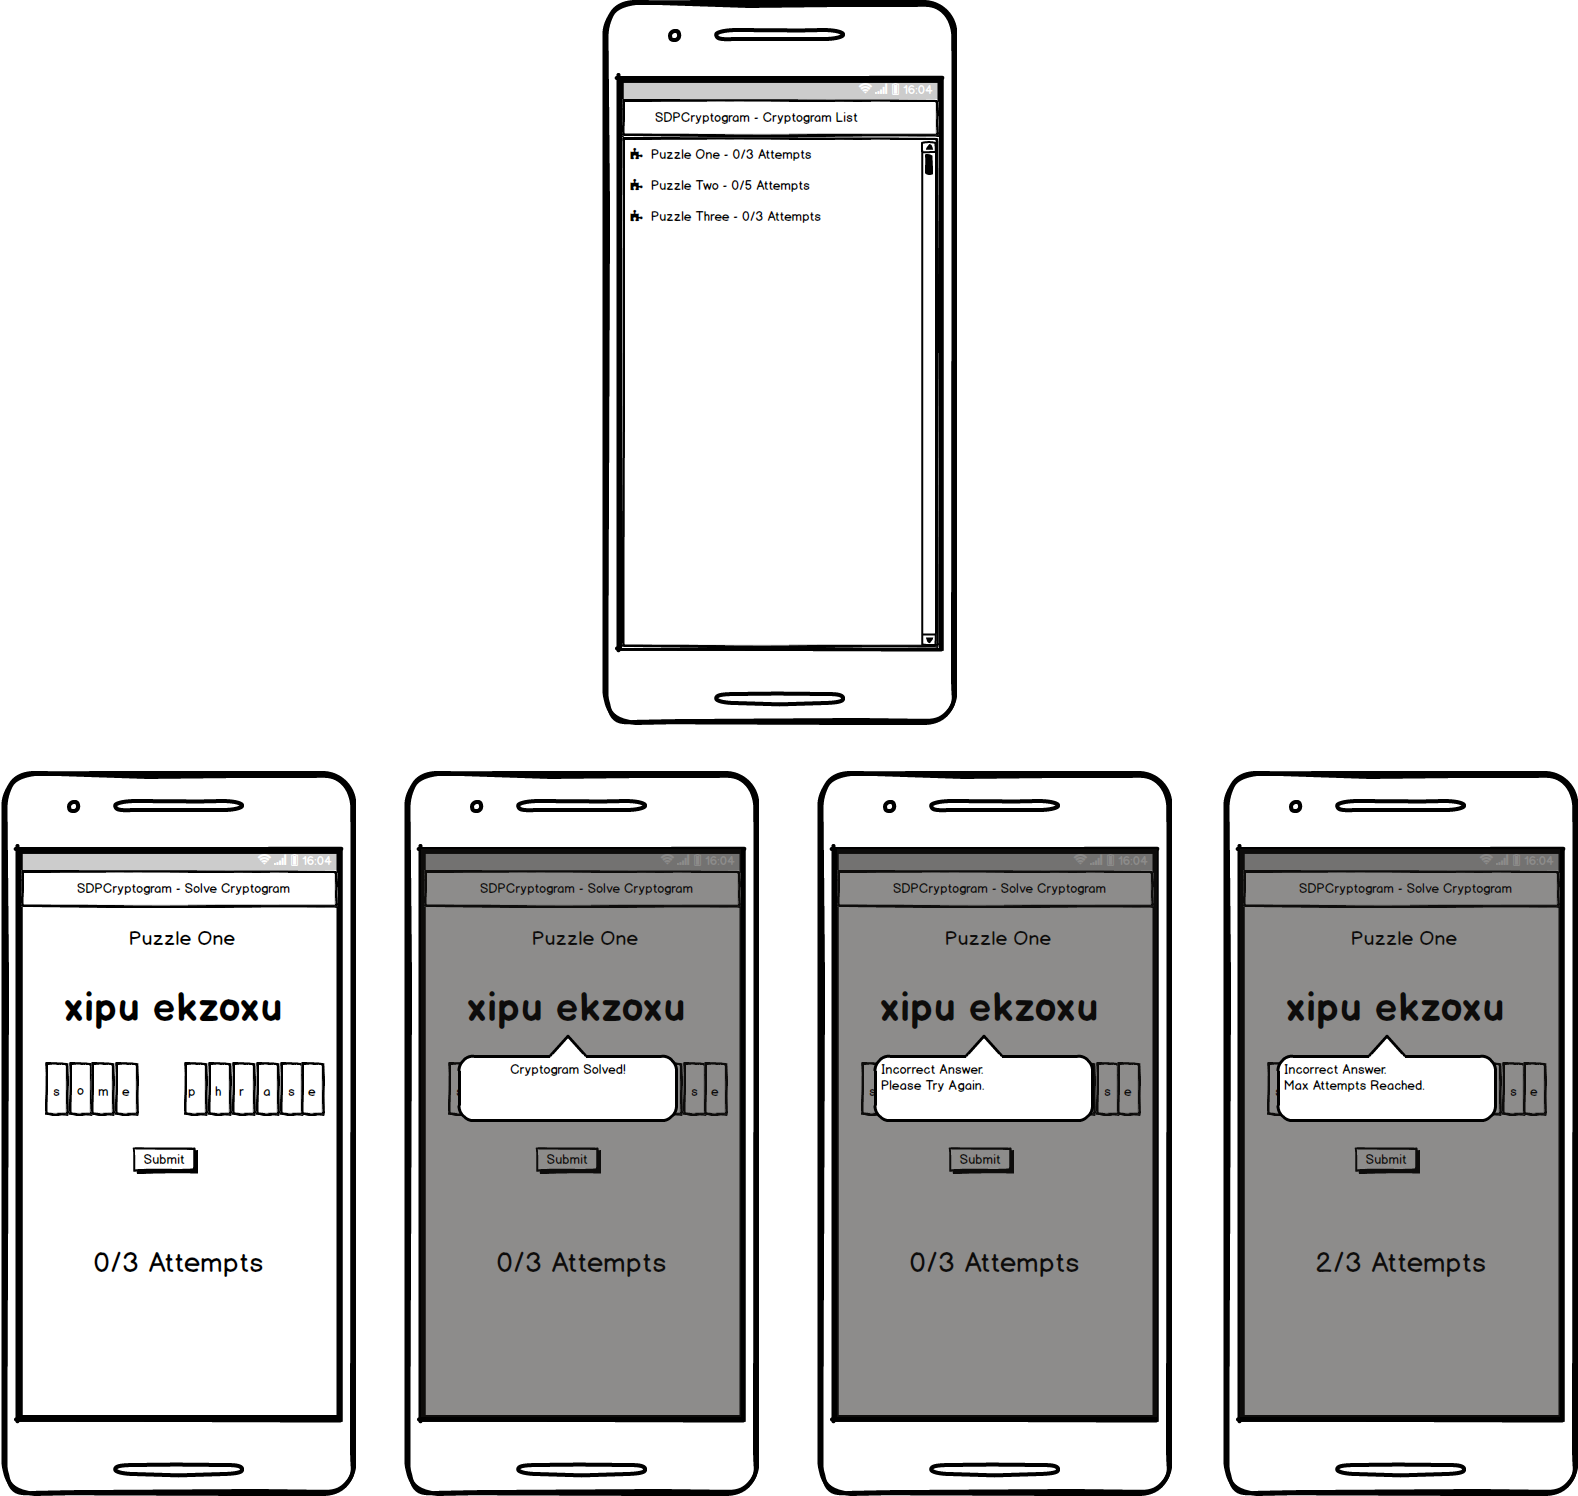 16:04
SDPCryptogram - Cryptogram List
Puzzle One - 0/3 Attempts
Puzzle Two - 0/5 Attempts
Puzzle Three - 0/3 Attempts
16:04
SDPCryptogram - Solve Cryptogram
Puzzle One
xipu ekzoxu
s o m e p h r a s e
Submit
0/3 Attempts
16:04
SDPCryptogram - Solve Cryptogram
Puzzle One
xipu ekzoxu
Cryptogram Solved!
s e
Submit
0/3 Attempts
16:04
SDPCryptogram - Solve Cryptogram
Puzzle One
xipu ekzoxu
Incorrect Answer.
Please Try Again.
s s e
Submit
0/3 Attempts
16:04
SDPCryptogram - Solve Cryptogram
Puzzle One
xipu ekzoxu
Incorrect Answer.
Max Attempts Reached.
s e
Submit
2/3 Attempts